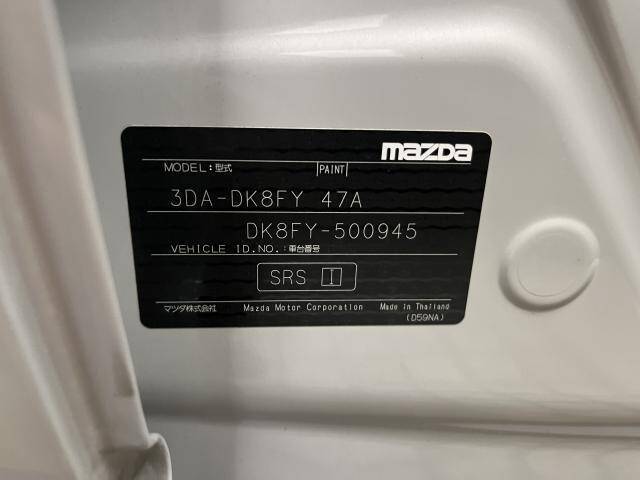 mazda
MODEL:型式 PAINT
3DA-DK8FY 47A
DK8FY-500945
VEHICLE ID.NO.:車台番号
SRS I
マツダ株式会社 Mazda Motor Corporation Made in Thailand
(D59NA)